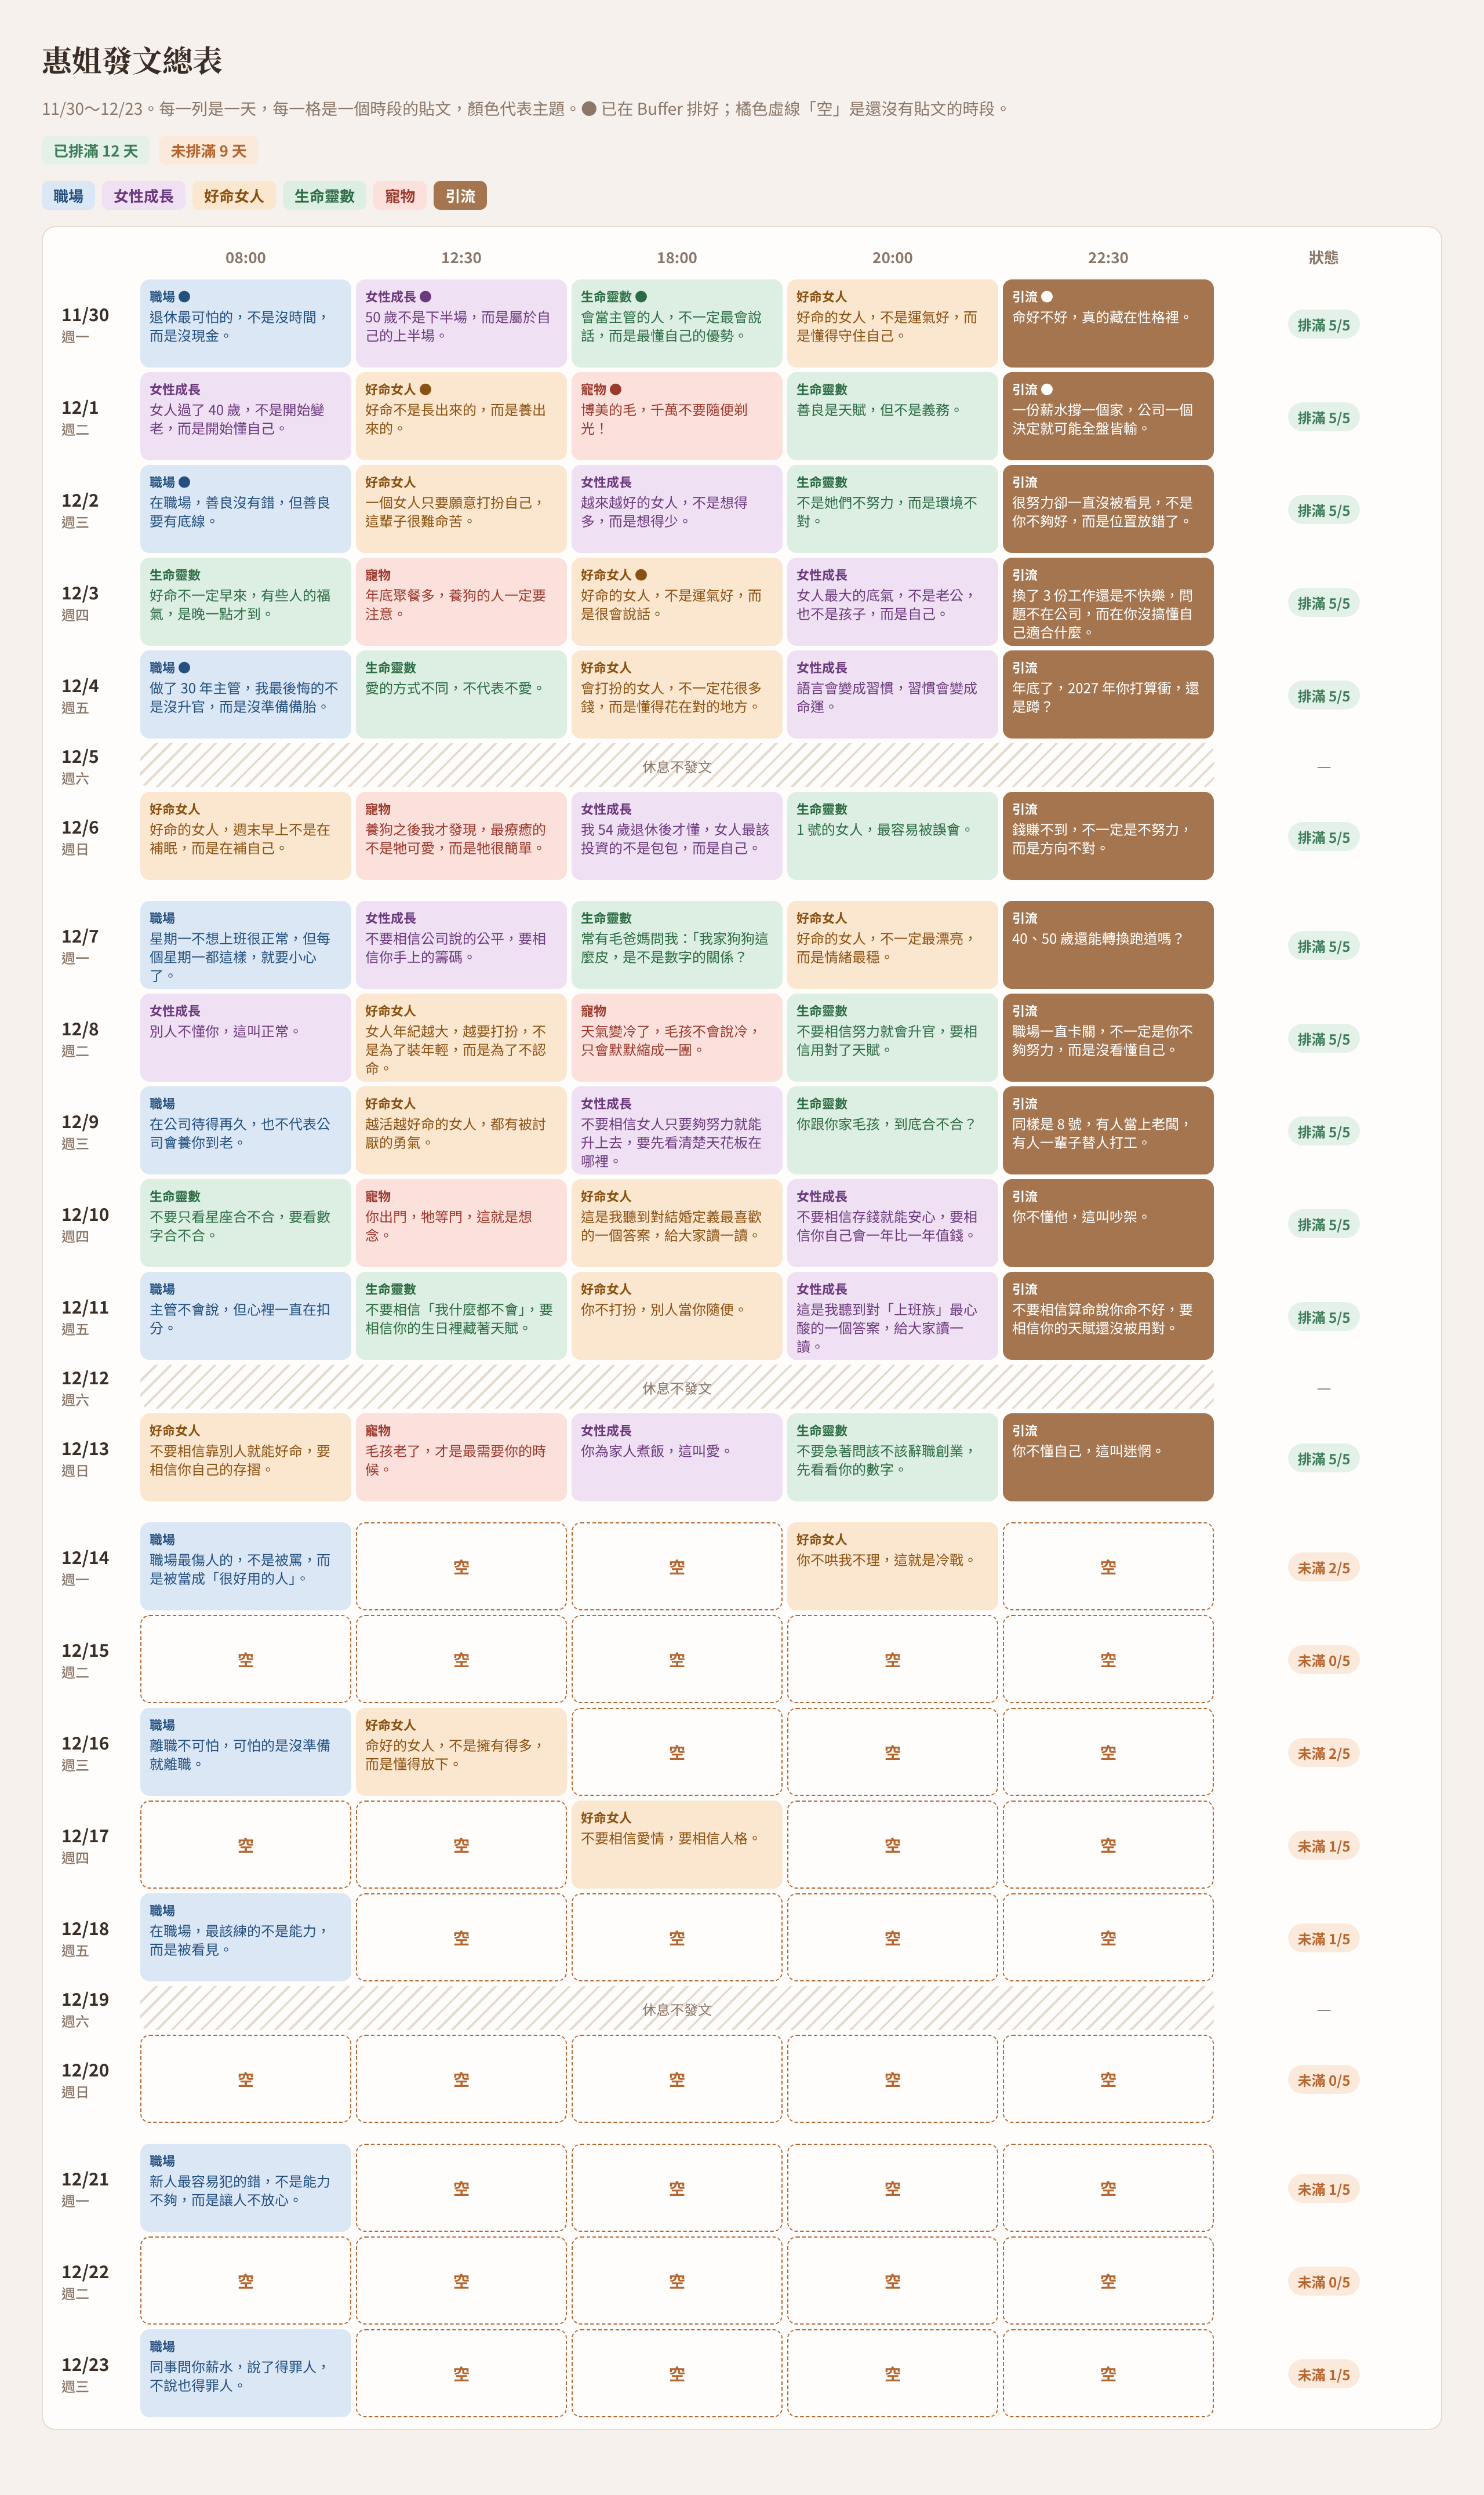 惠姐發文總表
11/30～12/23。每一列是一天，每一格是一個時段的貼文，顏色代表主題。● 已在 Buffer 排好；橘色虛線「空」是還沒有貼文的時段。
已排滿 12 天 未排滿 9 天
職場 女性成長 好命女人 生命靈數 寵物 引流
08:00 12:30 18:00 20:00 22:30 狀態
11/30
週一
職場 ●
退休最可怕的，不是沒時間，
而是沒現金。
女性成長 ●
50 歲不是下半場，而是屬於自
己的上半場。
生命靈數 ●
會當主管的人，不一定最會說
話，而是最懂自己的優勢。
好命女人
好命的女人，不是運氣好，而
是懂得守住自己。
引流 ●
命好不好，真的藏在性格裡。
排滿 5/5
12/1
週二
女性成長
女人過了 40 歲，不是開始變
老，而是開始懂自己。
好命女人 ●
好命不是長出來的，而是養出
來的。
寵物 ●
博美的毛，千萬不要隨便剃
光！
生命靈數
善良是天賦，但不是義務。
引流 ●
一份薪水撐一個家，公司一個
決定就可能全盤皆輸。
排滿 5/5
12/2
週三
職場 ●
在職場，善良沒有錯，但善良
要有底線。
好命女人
一個女人只要願意打扮自己，
這輩子很難命苦。
女性成長
越來越好的女人，不是想得
多，而是想得少。
生命靈數
不是她們不努力，而是環境不
對。
引流
很努力卻一直沒被看見，不是
你不夠好，而是位置放錯了。
排滿 5/5
12/3
週四
生命靈數
好命不一定早來，有些人的福
氣，是晚一點才到。
寵物
年底聚餐多，養狗的人一定要
注意。
好命女人 ●
好命的女人，不是運氣好，而
是很會說話。
女性成長
女人最大的底氣，不是老公，
也不是孩子，而是自己。
引流
換了 3 份工作還是不快樂，問
題不在公司，而在你沒搞懂自
己適合什麼。
排滿 5/5
12/4
週五
職場 ●
做了 30 年主管，我最後悔的不
是沒升官，而是沒準備備胎。
生命靈數
愛的方式不同，不代表不愛。
好命女人
會打扮的女人，不一定花很多
錢，而是懂得花在對的地方。
女性成長
語言會變成習慣，習慣會變成
命運。
引流
年底了，2027 年你打算衝，還
是蹲？
排滿 5/5
12/5
週六
休息不發文
—
12/6
週日
好命女人
好命的女人，週末早上不是在
補眠，而是在補自己。
寵物
養狗之後我才發現，最療癒的
不是牠可愛，而是牠很簡單。
女性成長
我 54 歲退休後才懂，女人最該
投資的不是包包，而是自己。
生命靈數
1 號的女人，最容易被誤會。
引流
錢賺不到，不一定是不努力，
而是方向不對。
排滿 5/5
12/7
週一
職場
星期一不想上班很正常，但每
個星期一都這樣，就要小心
了。
女性成長
不要相信公司說的公平，要相
信你手上的籌碼。
生命靈數
常有毛爸媽問我：「我家狗狗這
麼皮，是不是數字的關係？
好命女人
好命的女人，不一定最漂亮，
而是情緒最穩。
引流
40、50 歲還能轉換跑道嗎？
排滿 5/5
12/8
週二
女性成長
別人不懂你，這叫正常。
好命女人
女人年紀越大，越要打扮，不
是為了裝年輕，而是為了不認
命。
寵物
天氣變冷了，毛孩不會說冷，
只會默默縮成一團。
生命靈數
不要相信努力就會升官，要相
信用對了天賦。
引流
職場一直卡關，不一定是你不
夠努力，而是沒看懂自己。
排滿 5/5
12/9
週三
職場
在公司待得再久，也不代表公
司會養你到老。
好命女人
越活越好命的女人，都有被討
厭的勇氣。
女性成長
不要相信女人只要夠努力就能
升上去，要先看清楚天花板在
哪裡。
生命靈數
你跟你家毛孩，到底合不合？
引流
同樣是 8 號，有人當上老闆，
有人一輩子替人打工。
排滿 5/5
12/10
週四
生命靈數
不要只看星座合不合，要看數
字合不合。
寵物
你出門，牠等門，這就是想
念。
好命女人
這是我聽到對結婚定義最喜歡
的一個答案，給大家讀一讀。
女性成長
不要相信存錢就能安心，要相
信你自己會一年比一年值錢。
引流
你不懂他，這叫吵架。
排滿 5/5
12/11
週五
職場
主管不會說，但心裡一直在扣
分。
生命靈數
不要相信「我什麼都不會」，要
相信你的生日裡藏著天賦。
好命女人
你不打扮，別人當你隨便。
女性成長
這是我聽到對「上班族」最心
酸的一個答案，給大家讀一
讀。
引流
不要相信算命說你命不好，要
相信你的天賦還沒被用對。
排滿 5/5
12/12
週六
休息不發文
—
12/13
週日
好命女人
不要相信靠別人就能好命，要
相信你自己的存摺。
寵物
毛孩老了，才是最需要你的時
候。
女性成長
你為家人煮飯，這叫愛。
生命靈數
不要急著問該不該辭職創業，
先看看你的數字。
引流
你不懂自己，這叫迷惘。
排滿 5/5
12/14
週一
職場
職場最傷人的，不是被罵，而
是被當成「很好用的人」。
空
空
好命女人
你不哄我不理，這就是冷戰。
空
未滿 2/5
12/15
週二
空
空
空
空
空
未滿 0/5
12/16
週三
職場
離職不可怕，可怕的是沒準備
就離職。
好命女人
命好的女人，不是擁有得多，
而是懂得放下。
空
空
空
未滿 2/5
12/17
週四
空
空
好命女人
不要相信愛情，要相信人格。
空
空
未滿 1/5
12/18
週五
職場
在職場，最該練的不是能力，
而是被看見。
空
空
空
空
未滿 1/5
12/19
週六
休息不發文
—
12/20
週日
空
空
空
空
空
未滿 0/5
12/21
週一
職場
新人最容易犯的錯，不是能力
不夠，而是讓人不放心。
空
空
空
空
未滿 1/5
12/22
週二
空
空
空
空
空
未滿 0/5
12/23
週三
職場
同事問你薪水，說了得罪人，
不說也得罪人。
空
空
空
空
未滿 1/5